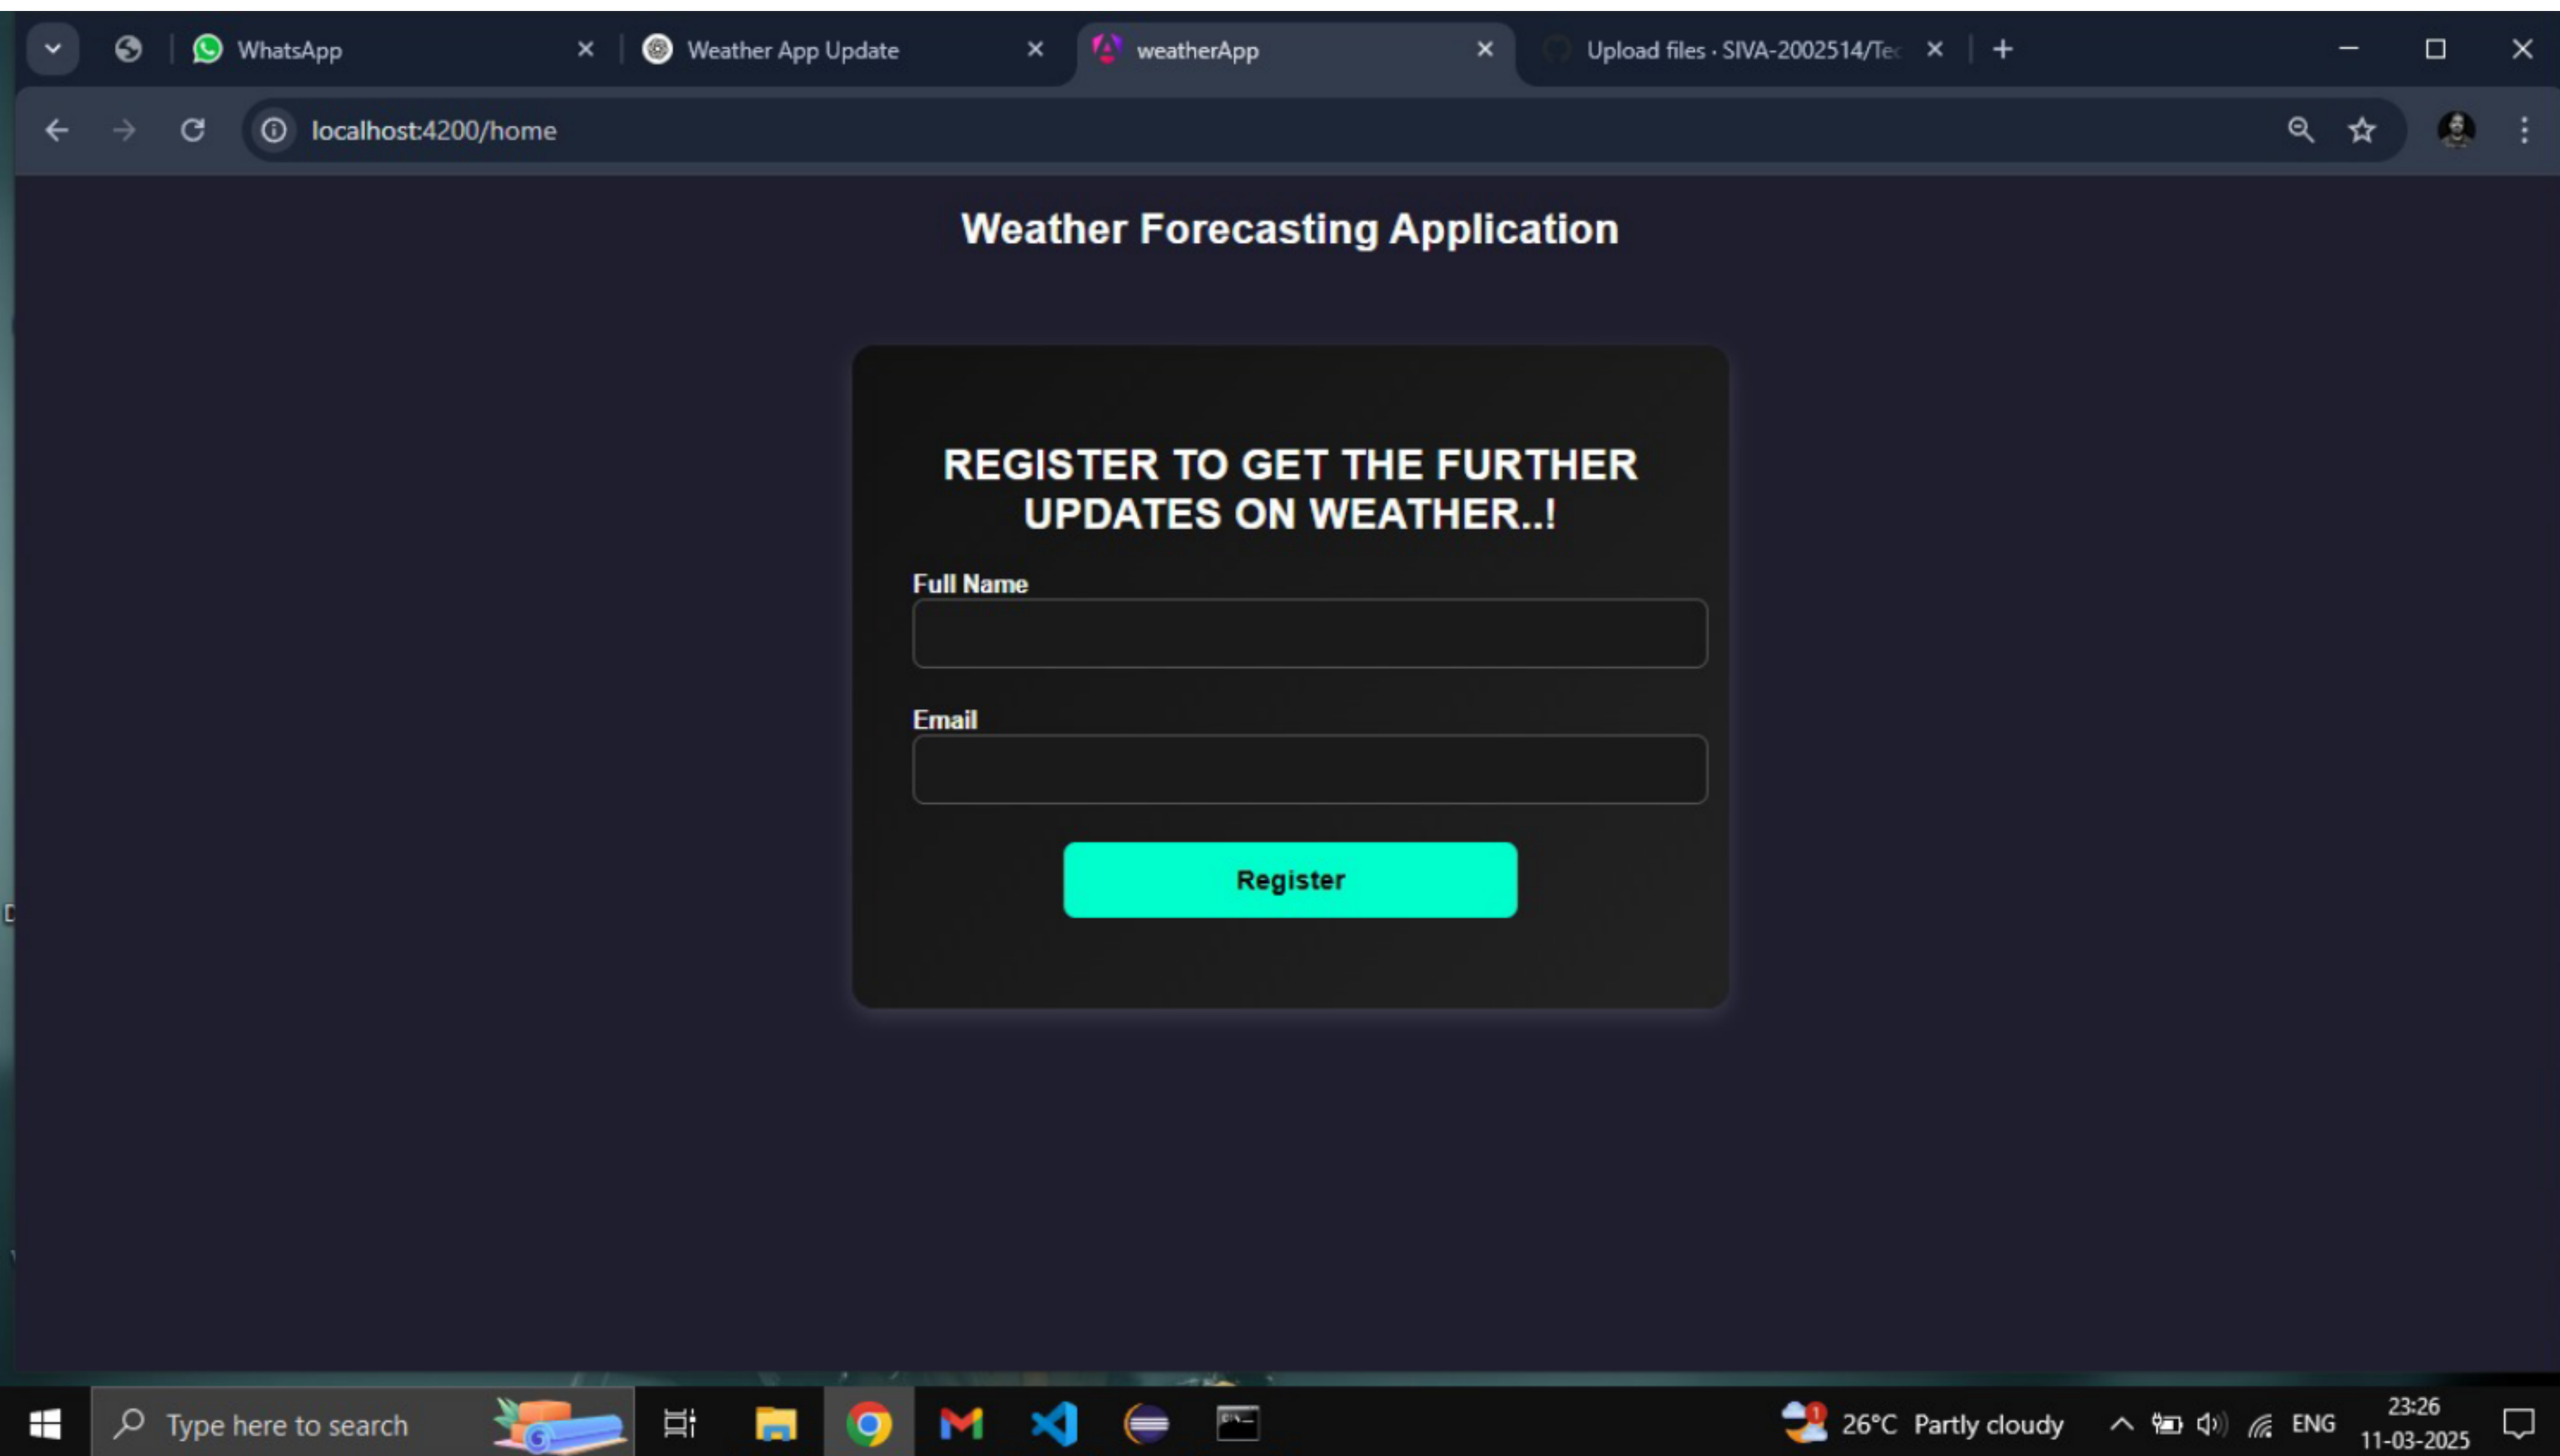 WhatsApp
Weather App Update
weatherApp
Upload files · SIVA-2002514/Tec
localhost:4200/home
Weather Forecasting Application
REGISTER TO GET THE FURTHER
UPDATES ON WEATHER..!
Full Name
Email
Register
Type here to search
1
26°C Partly cloudy
ENG
23:26
11-03-2025